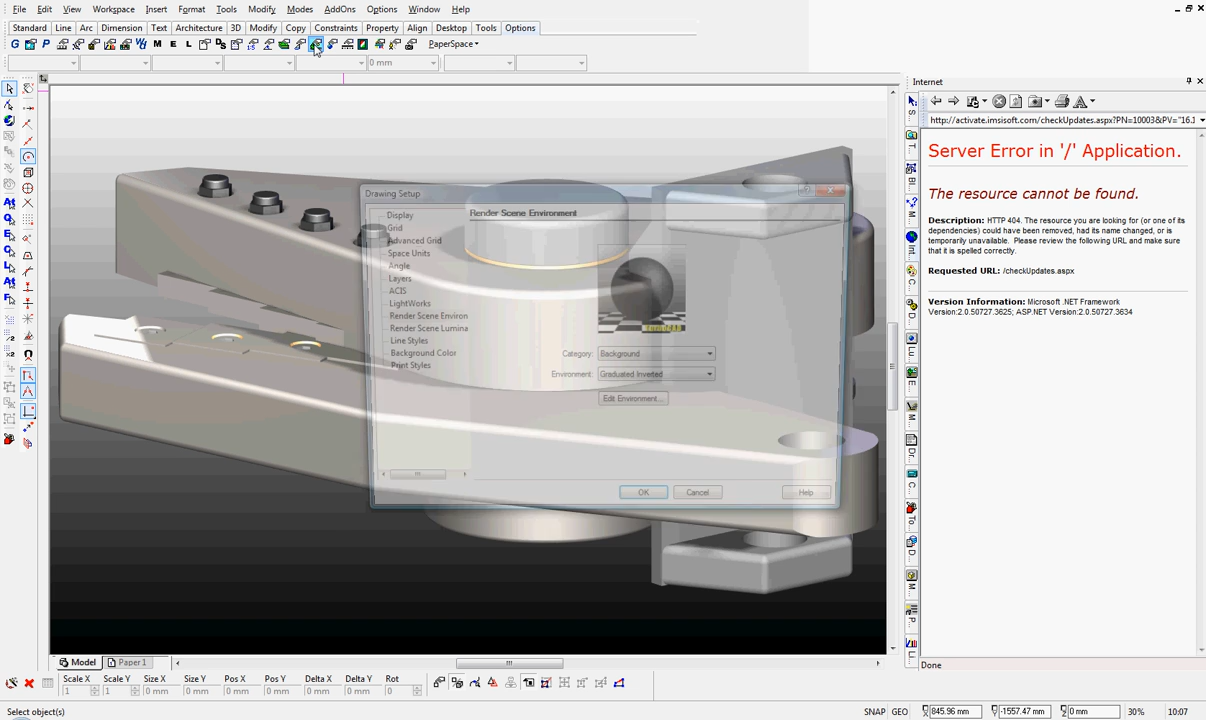 File Edit View Workspace Insert Format Tools Modify Modes AddOns Options Window Help
Standard Line Arc Dimension Text Architecture 3D Modify Copy Constraints Property Align Desktop Tools Options
PaperSpace
0 mm
Internet
http://activate.imsisoft.com/checkUpdates.aspx?PN=10003&PV="16.
Server Error in '/' Application.
The resource cannot be found.
Description: HTTP 404. The resource you are looking for (or one of its
dependencies) could have been removed, had its name changed, or is
temporarily unavailable. Please review the following URL and make sure
that it is spelled correctly.
Requested URL: /checkUpdates.aspx
Version Information: Microsoft .NET Framework
Version:2.0.50727.3625; ASP.NET Version:2.0.50727.3634
Done
Drawing Setup
Display
Grid
Advanced Grid
Space Units
Angle
Layers
ACIS
LightWorks
Render Scene Environ
Render Scene Lumina
Line Styles
Background Color
Print Styles
Render Scene Environment
Category: Background
Environment: Graduated Inverted
Edit Environment...
OK Cancel Help
Model Paper 1
Scale X Scale Y Size X Size Y Pos X Pos Y Delta X Delta Y Rot
1 1 0 mm 0 mm 0 mm 0 mm 0 mm 0 mm 0
Select object(s)
SNAP GEO 845.96 mm -1557.47 mm 0 mm 30% 10:07